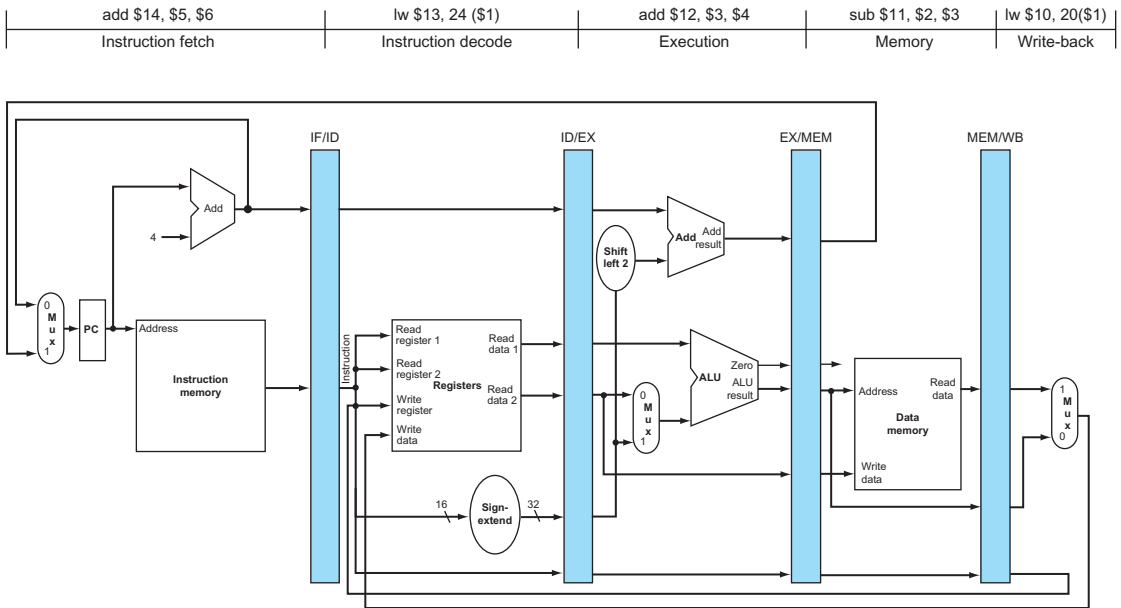 add $14, $5, $6
lw $13, 24 ($1)
add $12, $3, $4
sub $11, $2, $3
lw $10, 20($1)
Instruction fetch
Instruction decode
Execution
Memory
Write-back
IF/ID
ID/EX
EX/MEM
MEM/WB
Add
4
0
M
u
x
1
PC
Address
Instruction
memory
Instruction
Read
register 1
Read
register 2
Write
register
Write
data
Registers
Read
data 1
Read
data 2
16
Sign-
extend
32
Shift
left 2
Add
Add
result
0
M
u
x
1
ALU
Zero
ALU
result
Address
Read
data
Data
memory
Write
data
1
M
u
x
0